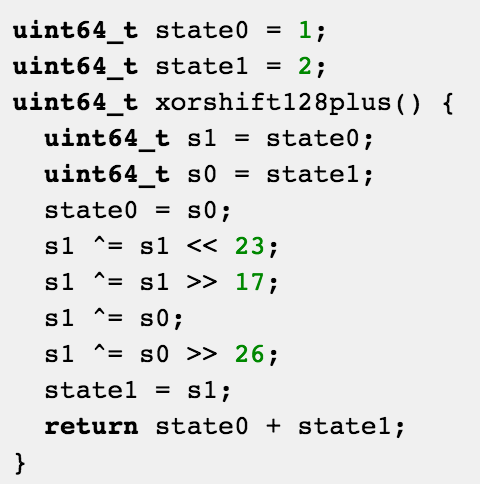 uint64_t state0 = 1;
uint64_t state1 = 2;
uint64_t xorshift128plus() {
  uint64_t s1 = state0;
  uint64_t s0 = state1;
  state0 = s0;
  s1 ^= s1 << 23;
  s1 ^= s1 >> 17;
  s1 ^= s0;
  s1 ^= s0 >> 26;
  state1 = s1;
  return state0 + state1;
}